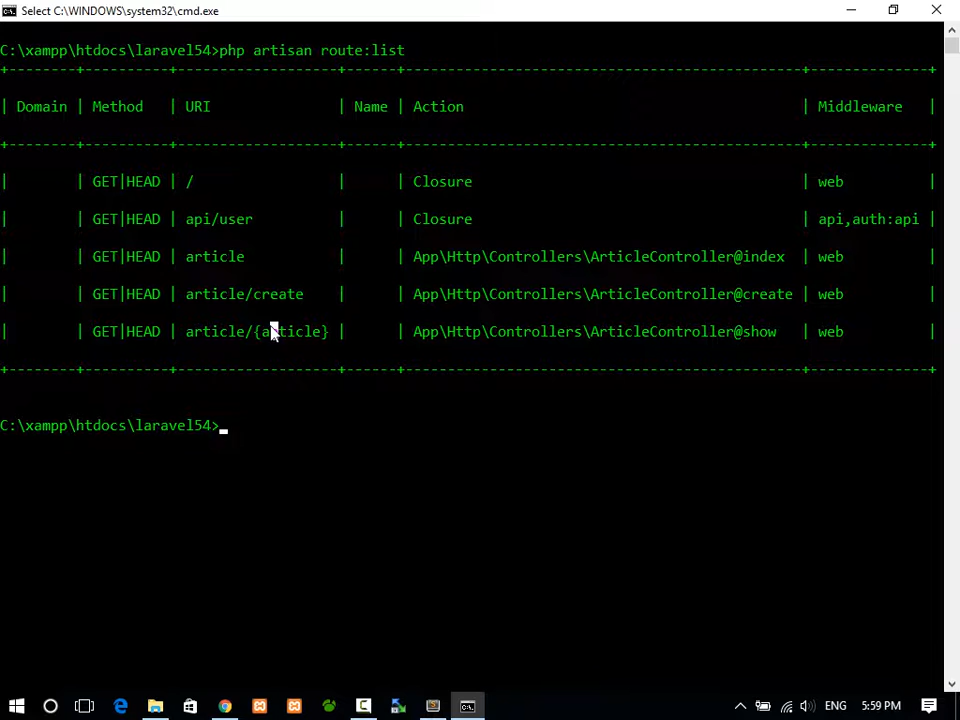 Select C:\WINDOWS\system32\cmd.exe
C:\xampp\htdocs\laravel54>php artisan route:list
+--------+----------+------------------+------+------------------------------------------------+-------------+
| Domain | Method | URI | Name | Action | Middleware |
+--------+----------+------------------+------+------------------------------------------------+-------------+
| | GET|HEAD | / | | Closure | web |
| | GET|HEAD | api/user | | Closure | api,auth:api |
| | GET|HEAD | article | | App\Http\Controllers\ArticleController@index | web |
| | GET|HEAD | article/create | | App\Http\Controllers\ArticleController@create | web |
| | GET|HEAD | article/{article} | | App\Http\Controllers\ArticleController@show | web |
+--------+----------+------------------+------+------------------------------------------------+-------------+
C:\xampp\htdocs\laravel54>
ENG 5:59 PM